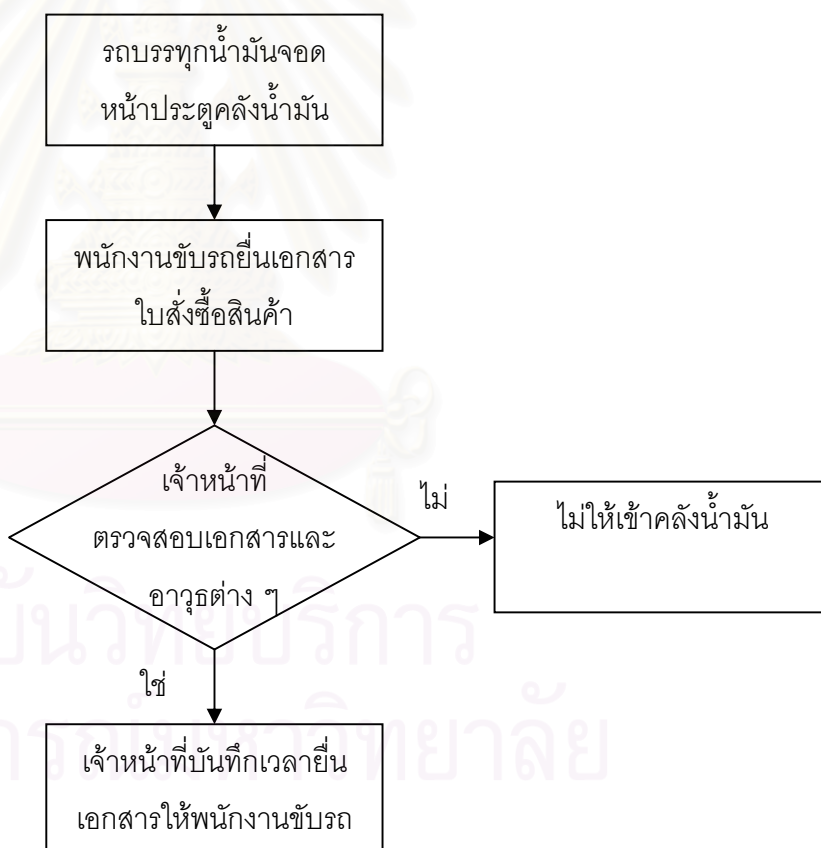 รถบรรทุกน้ำมันจอด
หน้าประตูคลังน้ำมัน
พนักงานขับรถยื่นเอกสาร
ใบสั่งซื้อสินค้า
เจ้าหน้าที่
ตรวจสอบเอกสารและ
อาวุธต่าง ๆ
ไม่
ไม่ให้เข้าคลังน้ำมัน
ใช่
เจ้าหน้าที่บันทึกเวลายื่น
เอกสารให้พนักงานขับรถ